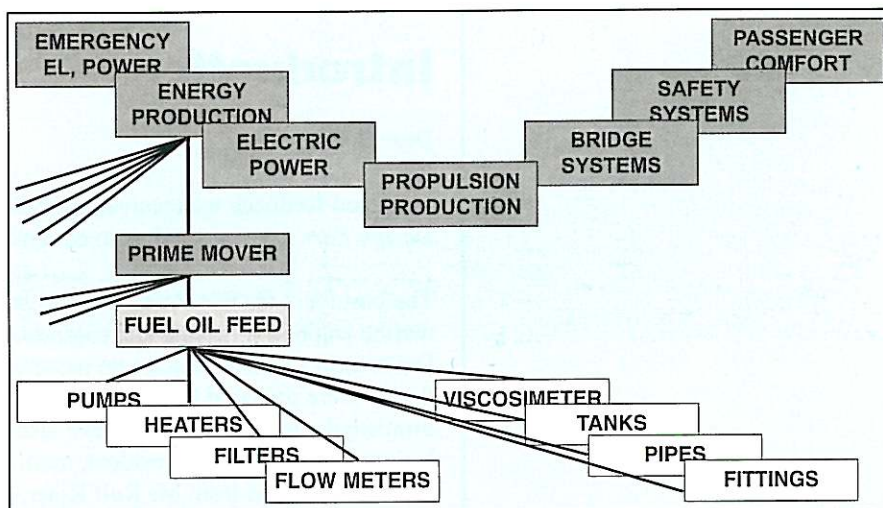 EMERGENCY
EL, POWER
ENERGY
PRODUCTION
ELECTRIC
POWER
PROPULSION
PRODUCTION
BRIDGE
SYSTEMS
SAFETY
SYSTEMS
PASSENGER
COMFORT
PRIME MOVER
FUEL OIL FEED
PUMPS
HEATERS
FILTERS
FLOW METERS
VISCOSIMETER
TANKS
PIPES
FITTINGS